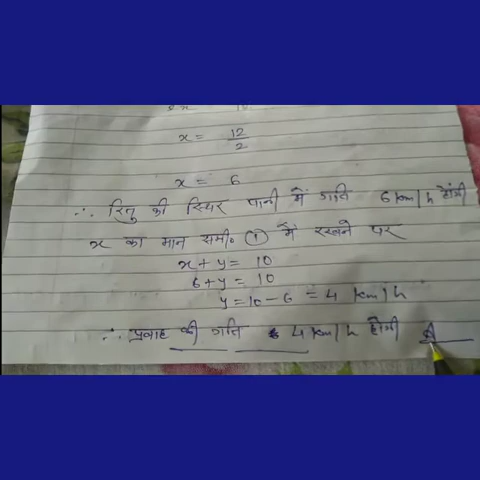 x = 12/2
x = 6
∴ रितु की स्थिर पानी में गति 6 km/h होगी
x का मान समी० ① में रखने पर
x + y = 10
6 + y = 10
y = 10 - 6 = 4 km/h
∴ प्रवाह की गति 4 km/h होगी